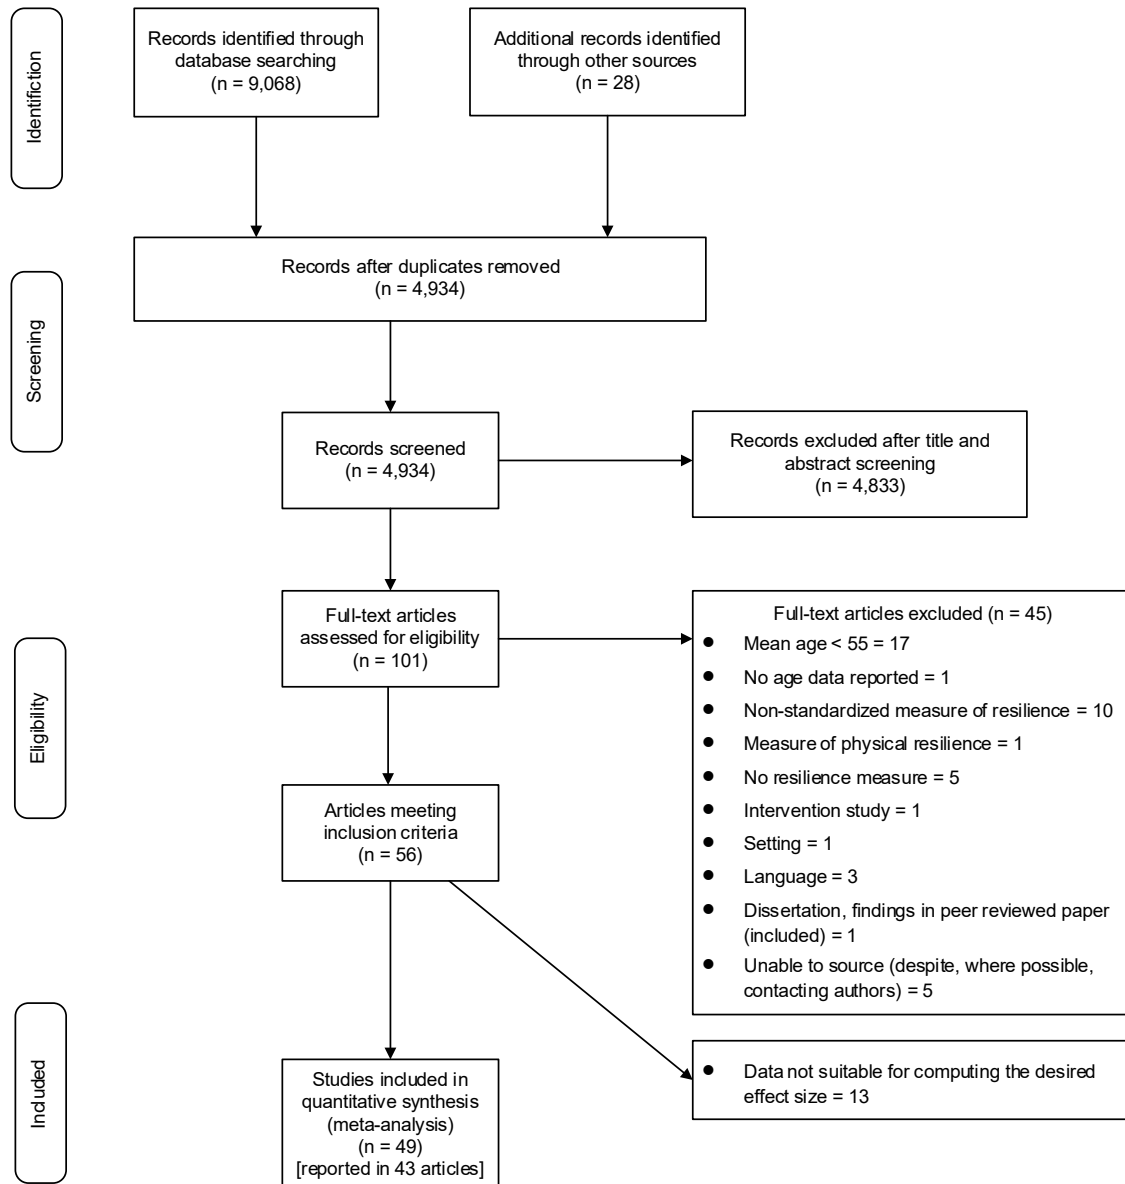 Identifiction
Records identified through
database searching
(n = 9,068)
Additional records identified
through other sources
(n = 28)
Records after duplicates removed
(n = 4,934)
Screening
Records screened
(n = 4,934)
Records excluded after title and
abstract screening
(n = 4,833)
Eligibility
Full-text articles
assessed for eligibility
(n = 101)
Full-text articles excluded (n = 45)
● Mean age < 55 = 17
● No age data reported = 1
● Non-standardized measure of resilience = 10
● Measure of physical resilience = 1
● No resilience measure = 5
● Intervention study = 1
● Setting = 1
● Language = 3
● Dissertation, findings in peer reviewed paper
(included) = 1
● Unable to source (despite, where possible,
contacting authors) = 5
Articles meeting
inclusion criteria
(n = 56)
Included
● Data not suitable for computing the desired
effect size = 13
Studies included in
quantitative synthesis
(meta-analysis)
(n = 49)
[reported in 43 articles]